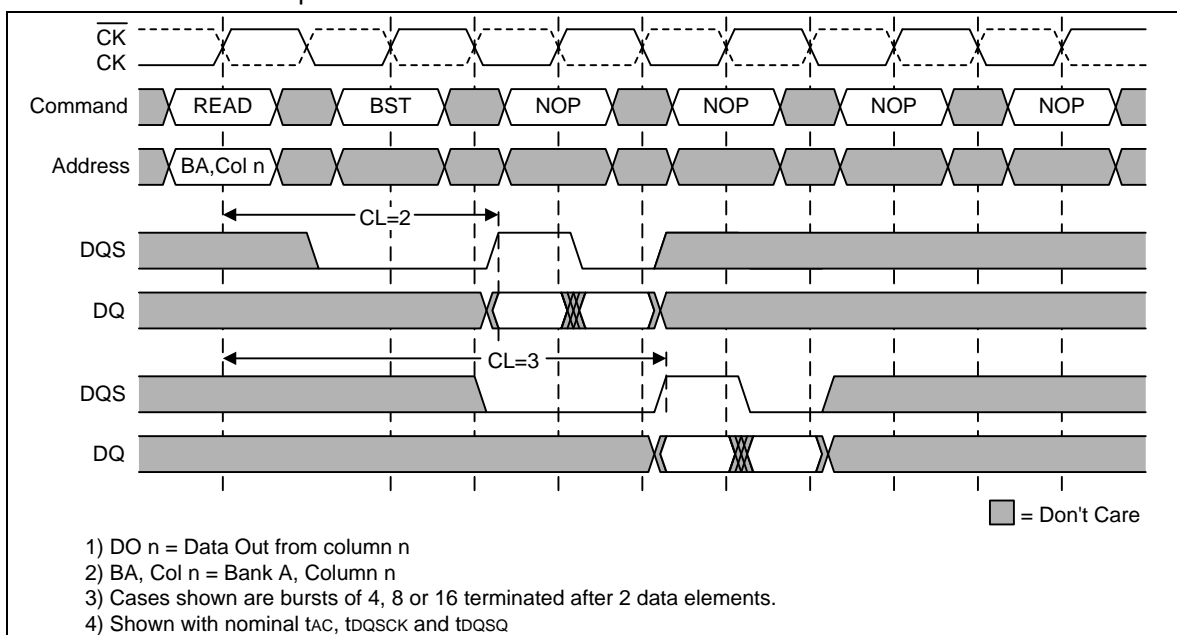 CK
CK
Command READ BST NOP NOP NOP NOP
Address BA,Col n
CL=2
DQS
DQ
CL=3
DQS
DQ
= Don't Care
1) DO n = Data Out from column n
2) BA, Col n = Bank A, Column n
3) Cases shown are bursts of 4, 8 or 16 terminated after 2 data elements.
4) Shown with nominal tAC, tDQSCK and tDQSQ